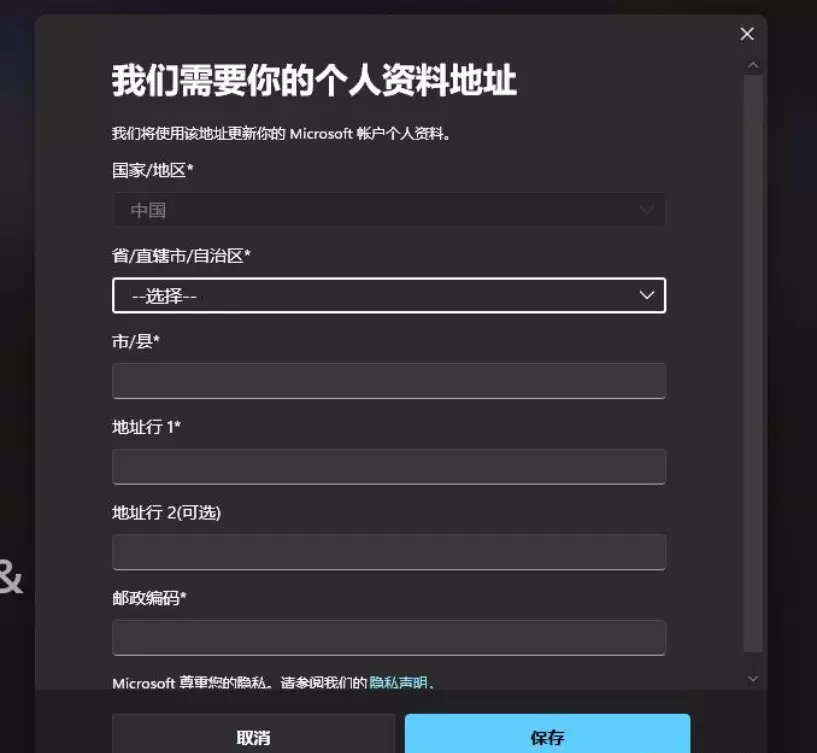 我们需要你的个人资料地址
我们将使用该地址更新你的 Microsoft 帐户个人资料。
国家/地区*
中国
省/直辖市/自治区*
--选择--
市/县*
地址行 1*
地址行 2(可选)
&
邮政编码*
Microsoft 尊重您的隐私。请参阅我们的隐私声明.
取消
保存